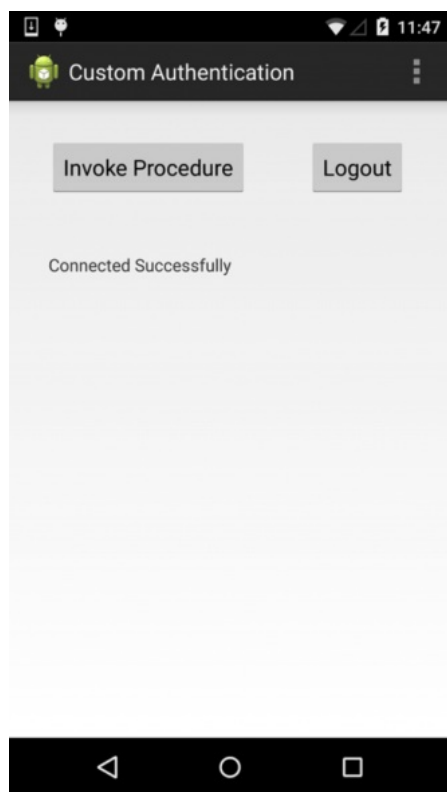 11:47
Custom Authentication
Invoke Procedure Logout
Connected Successfully